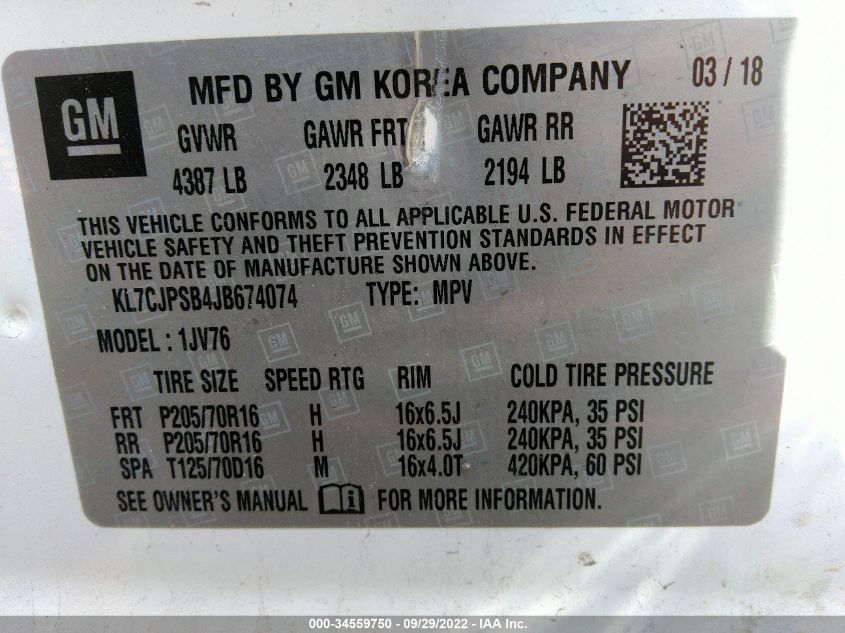 GM
MFD BY GM KOREA COMPANY 03 / 18
GVWR GAWR FRT GAWR RR
4387 LB 2348 LB 2194 LB
THIS VEHICLE CONFORMS TO ALL APPLICABLE U.S. FEDERAL MOTOR
VEHICLE SAFETY AND THEFT PREVENTION STANDARDS IN EFFECT
ON THE DATE OF MANUFACTURE SHOWN ABOVE.
KL7CJPSB4JB674074 TYPE: MPV
MODEL : 1JV76
TIRE SIZE SPEED RTG RIM COLD TIRE PRESSURE
FRT P205/70R16 H 16x6.5J 240KPA, 35 PSI
RR P205/70R16 H 16x6.5J 240KPA, 35 PSI
SPA T125/70D16 M 16x4.0T 420KPA, 60 PSI
SEE OWNER'S MANUAL FOR MORE INFORMATION.
000-34559750 - 09/29/2022 - IAA Inc.